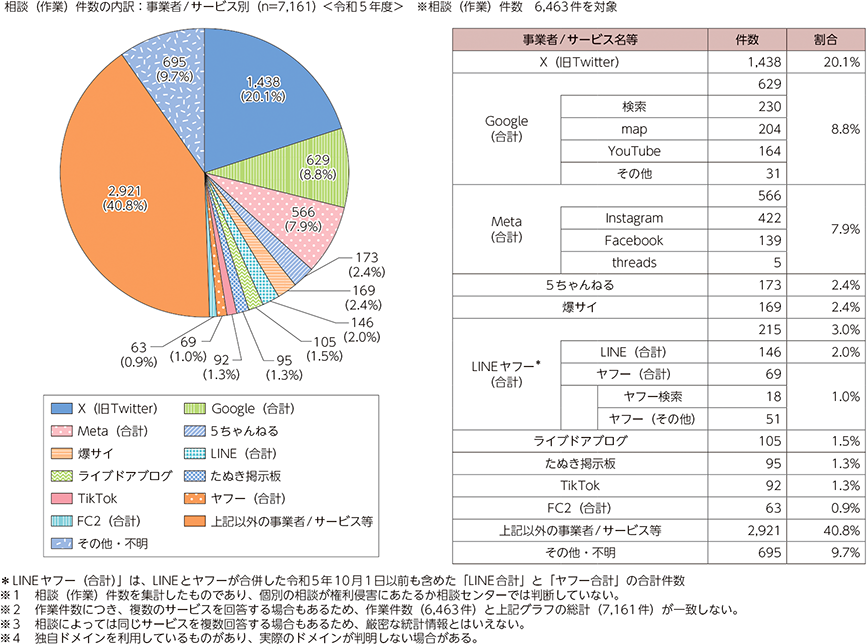 相談（作業）件数の内訳：事業者/サービス別（n=7,161）＜令和５年度＞　※相談（作業）件数　6,463件を対象
695
(9.7%)
1,438
(20.1%)
629
(8.8%)
566
(7.9%)
2,921
(40.8%)
173
(2.4%)
169
(2.4%)
146
(2.0%)
105
(1.5%)
95
(1.3%)
92
(1.3%)
69
(1.0%)
63
(0.9%)
X（旧Twitter） Google（合計）
Meta（合計） ５ちゃんねる
爆サイ LINE（合計）
ライブドアブログ たぬき掲示板
TikTok ヤフー（合計）
FC2（合計） 上記以外の事業者/サービス等
その他・不明
事業者/サービス名等 件数 割合
X（旧Twitter） 1,438 20.1%
Google（合計） 629 8.8%
検索 230
map 204
YouTube 164
その他 31
Meta（合計） 566 7.9%
Instagram 422
Facebook 139
threads 5
５ちゃんねる 173 2.4%
爆サイ 169 2.4%
LINEヤフー＊（合計） 215 3.0%
LINE（合計） 146 2.0%
ヤフー（合計） 69 1.0%
ヤフー検索 18
ヤフー（その他） 51
ライブドアブログ 105 1.5%
たぬき掲示板 95 1.3%
TikTok 92 1.3%
FC2（合計） 63 0.9%
上記以外の事業者/サービス等 2,921 40.8%
その他・不明 695 9.7%
＊LINEヤフー（合計）」は、LINEとヤフーが合併した令和５年10月１日以前も含めた「LINE合計」と「ヤフー合計」の合計件数
※１　相談（作業）件数を集計したものであり、個別の相談が権利侵害にあたるか相談センターでは判断していない。
※２　作業件数につき、複数のサービスを回答する場合もあるため、作業件数（6,463件）と上記グラフの総計（7,161件）が一致しない。
※３　相談によっては同じサービスを複数回答する場合もあるため、厳密な統計情報とはいえない。
※４　独自ドメインを利用しているものがあり、実際のドメインが判明しない場合がある。